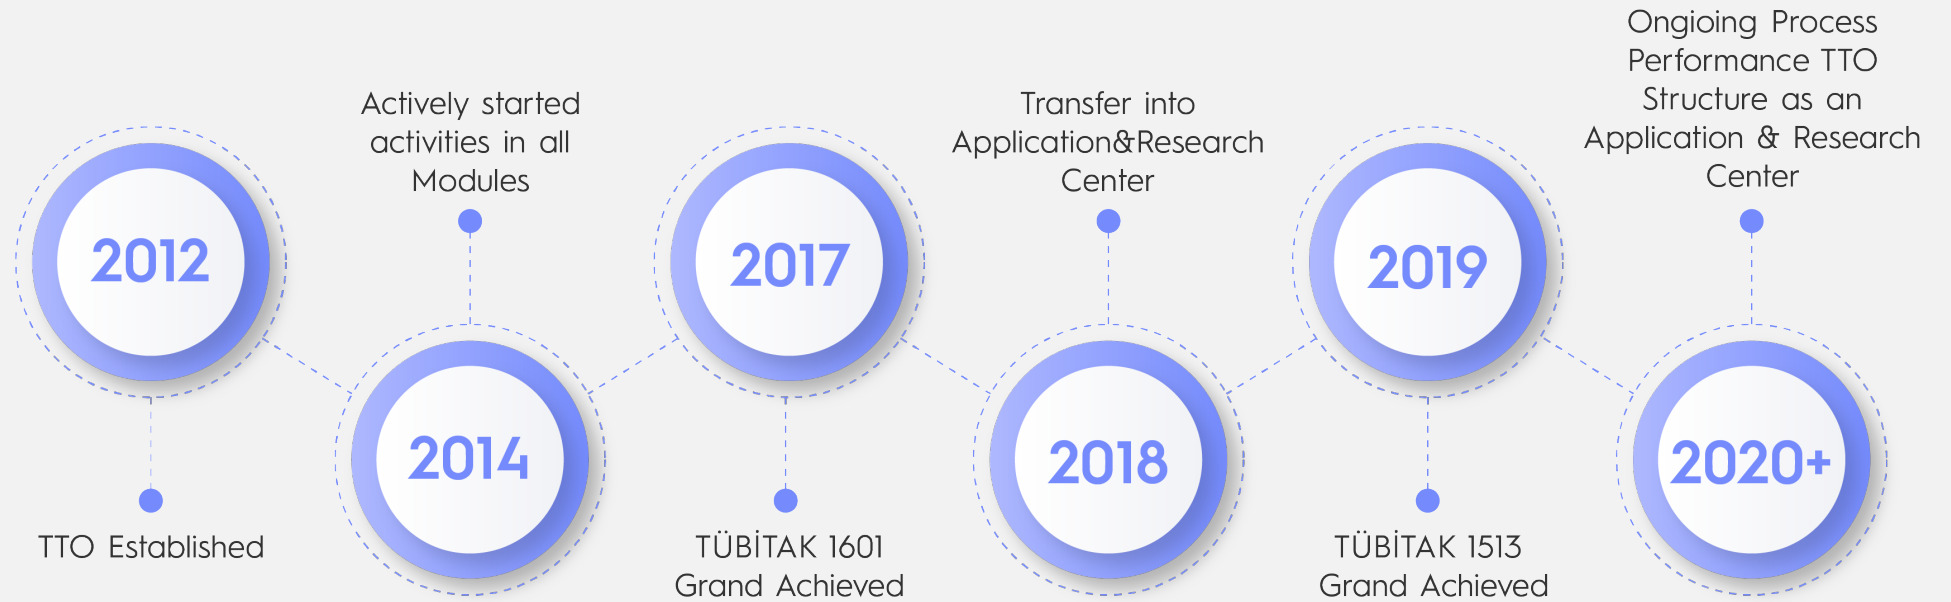 2012
TTO Established
Actively started
activities in all
Modules
2014
2017
TÜBİTAK 1601
Grand Achieved
Transfer into
Application&Research
Center
2018
2019
TÜBİTAK 1513
Grand Achieved
Ongioing Process
Performance TTO
Structure as an
Application & Research
Center
2020+